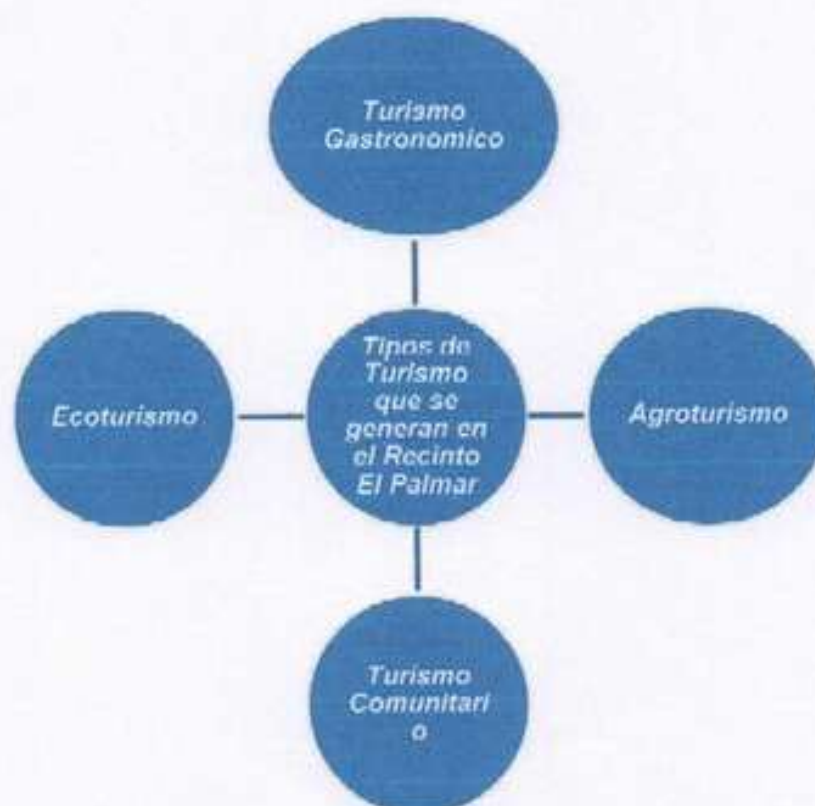 Turismo
Gastronomico
Ecoturismo
Tipos de
Turismo
que se
generan en
el Recinto
El Palmar
Agroturismo
Turismo
Comunitari
o